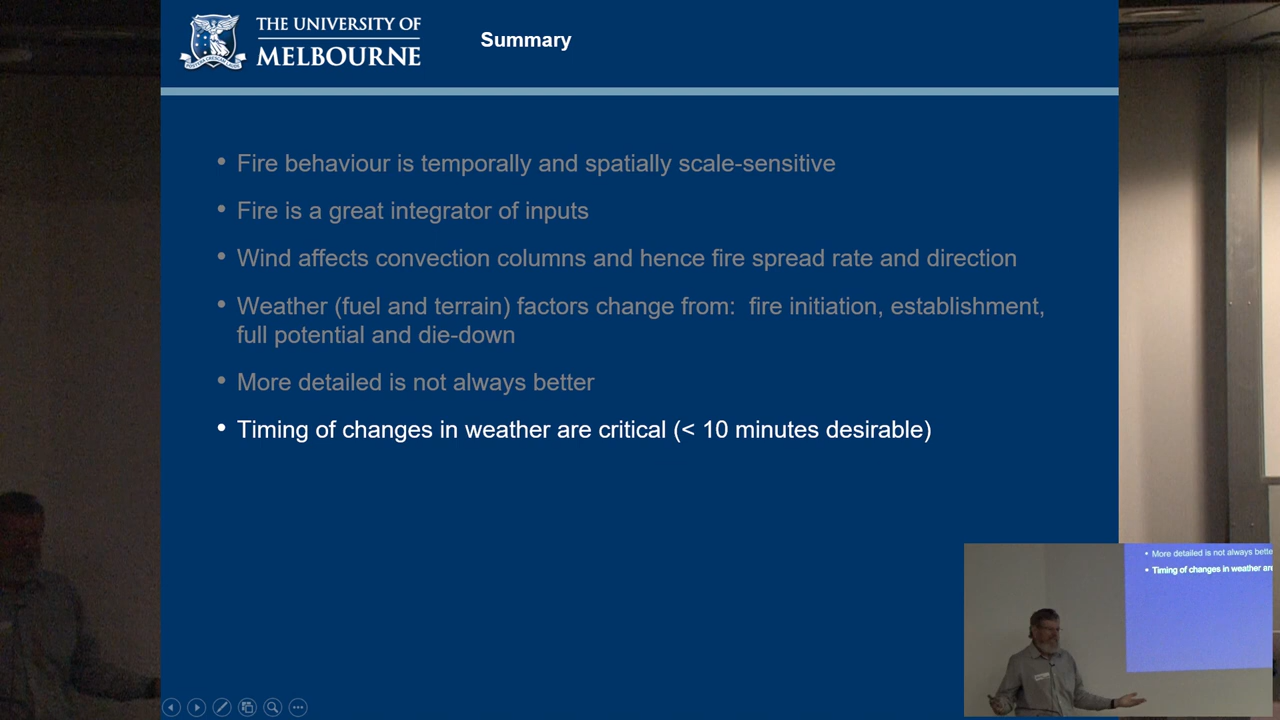 THE UNIVERSITY OF
MELBOURNE
Summary
• Fire behaviour is temporally and spatially scale-sensitive
• Fire is a great integrator of inputs
• Wind affects convection columns and hence fire spread rate and direction
• Weather (fuel and terrain) factors change from:  fire initiation, establishment,
full potential and die-down
• More detailed is not always better
• Timing of changes in weather are critical (< 10 minutes desirable)
• More detailed is not always bette
• Timing of changes in weather are